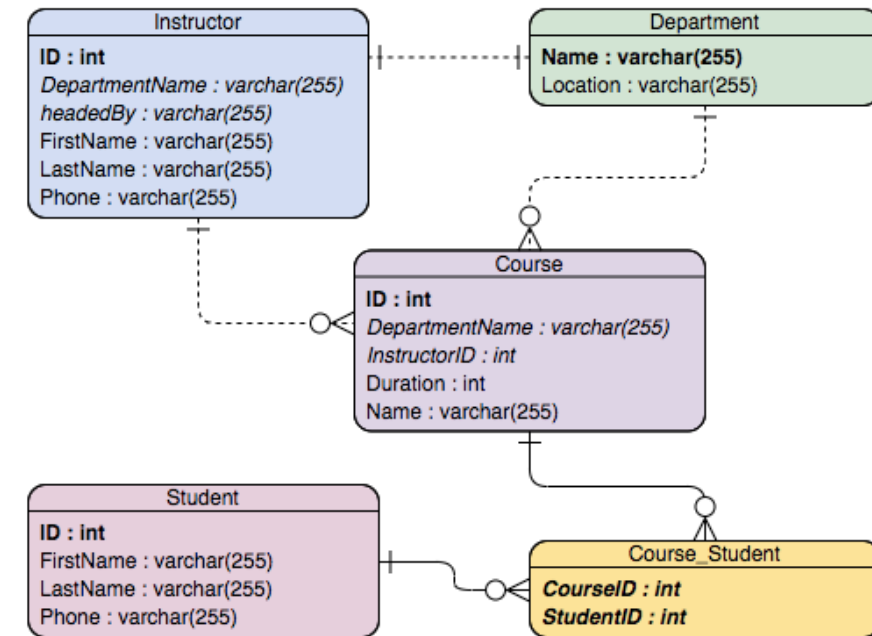 Instructor
ID : int
DepartmentName : varchar(255)
headedBy : varchar(255)
FirstName : varchar(255)
LastName : varchar(255)
Phone : varchar(255)
Department
Name : varchar(255)
Location : varchar(255)
Course
ID : int
DepartmentName : varchar(255)
InstructorID : int
Duration : int
Name : varchar(255)
Student
ID : int
FirstName : varchar(255)
LastName : varchar(255)
Phone : varchar(255)
Course_Student
CourseID : int
StudentID : int